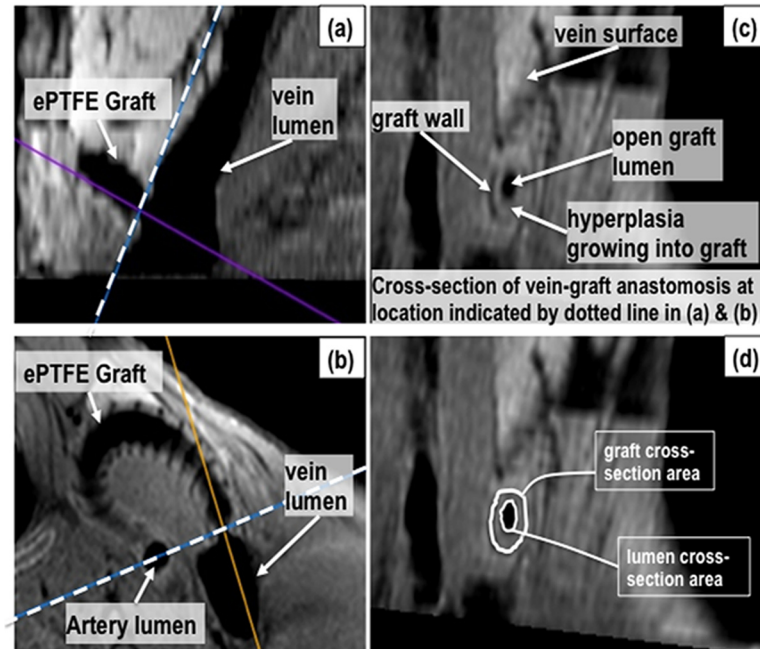 (a)
ePTFE Graft
vein
lumen
(c)
vein surface
graft wall
open graft
lumen
hyperplasia
growing into graft
Cross-section of vein-graft anastomosis at
location indicated by dotted line in (a) & (b)
(b)
ePTFE Graft
vein
lumen
Artery lumen
(d)
graft cross-
section area
lumen cross-
section area